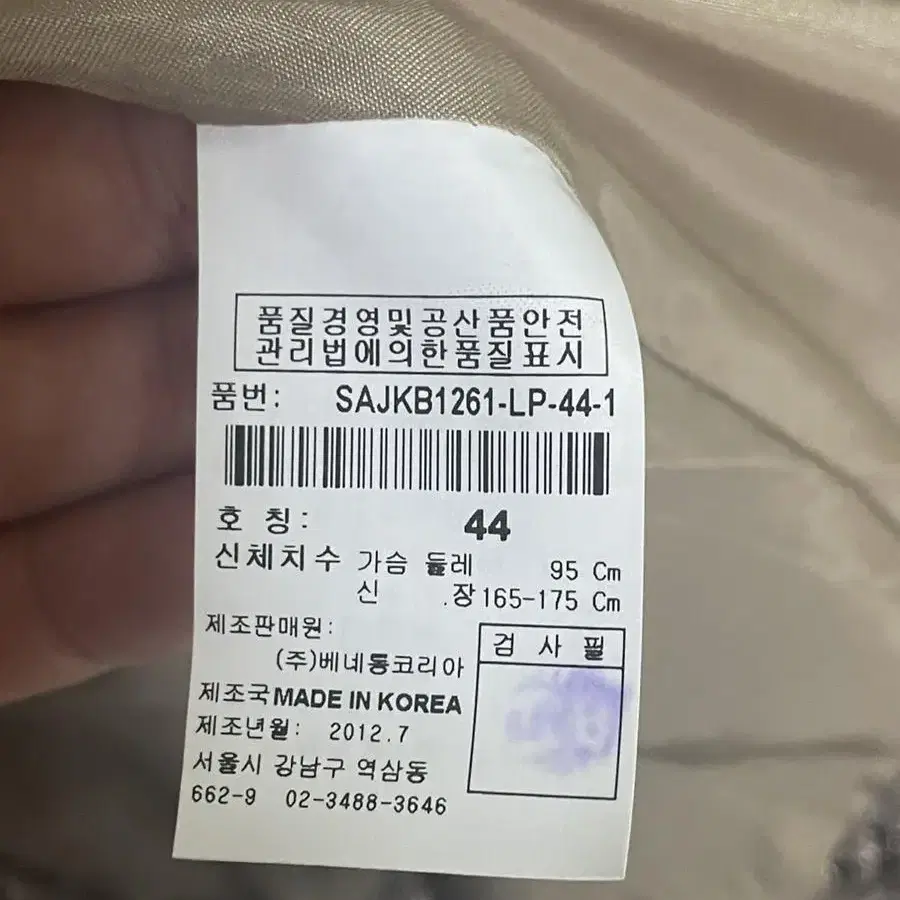 품질경영및공산품안전
관리법에의한품질표시
품번: SAJKB1261-LP-44-1
호 칭: 44
신체치수 가슴 둘레 95 Cm
신 .장 165-175 Cm
제조판매원:
(주)베네통코리아
검 사 필
제조국 MADE IN KOREA
제조년월: 2012.7
서울시 강남구 역삼동
662-9 02-3488-3646